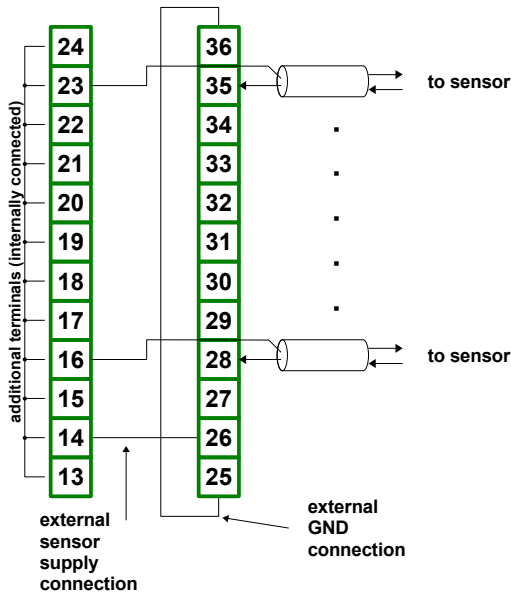 additional terminals (internally connected)
24
23
22
21
20
19
18
17
16
15
14
13
36
35
34
33
32
31
30
29
28
27
26
25
to sensor
to sensor
external
sensor
supply
connection
external
GND
connection